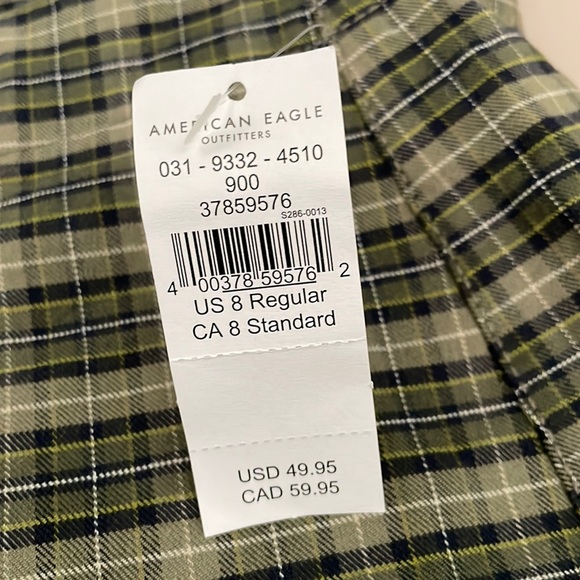 AMERICAN EAGLE
OUTFITTERS
031 - 9332 - 4510
900
37859576
S286-0013
4 00378 59576 2
US 8 Regular
CA 8 Standard
USD 49.95
CAD 59.95